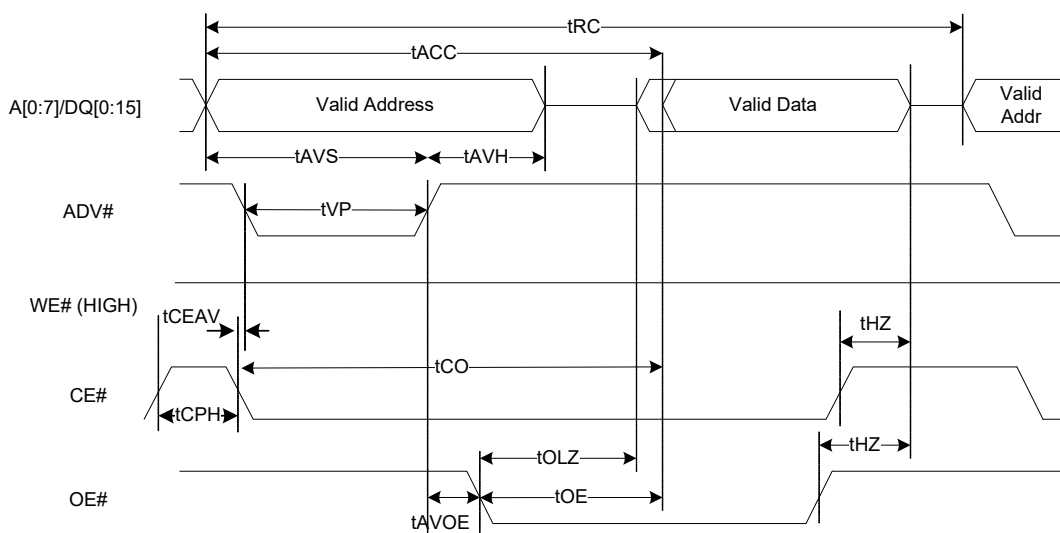 tRC
tACC
A[0:7]/DQ[0:15]
Valid Address
Valid Data
Valid
Addr
tAVS
tAVH
ADV#
tVP
WE# (HIGH)
tCEAV
tHZ
tCO
CE#
tCPH
tHZ
tOLZ
OE#
tOE
tAVOE